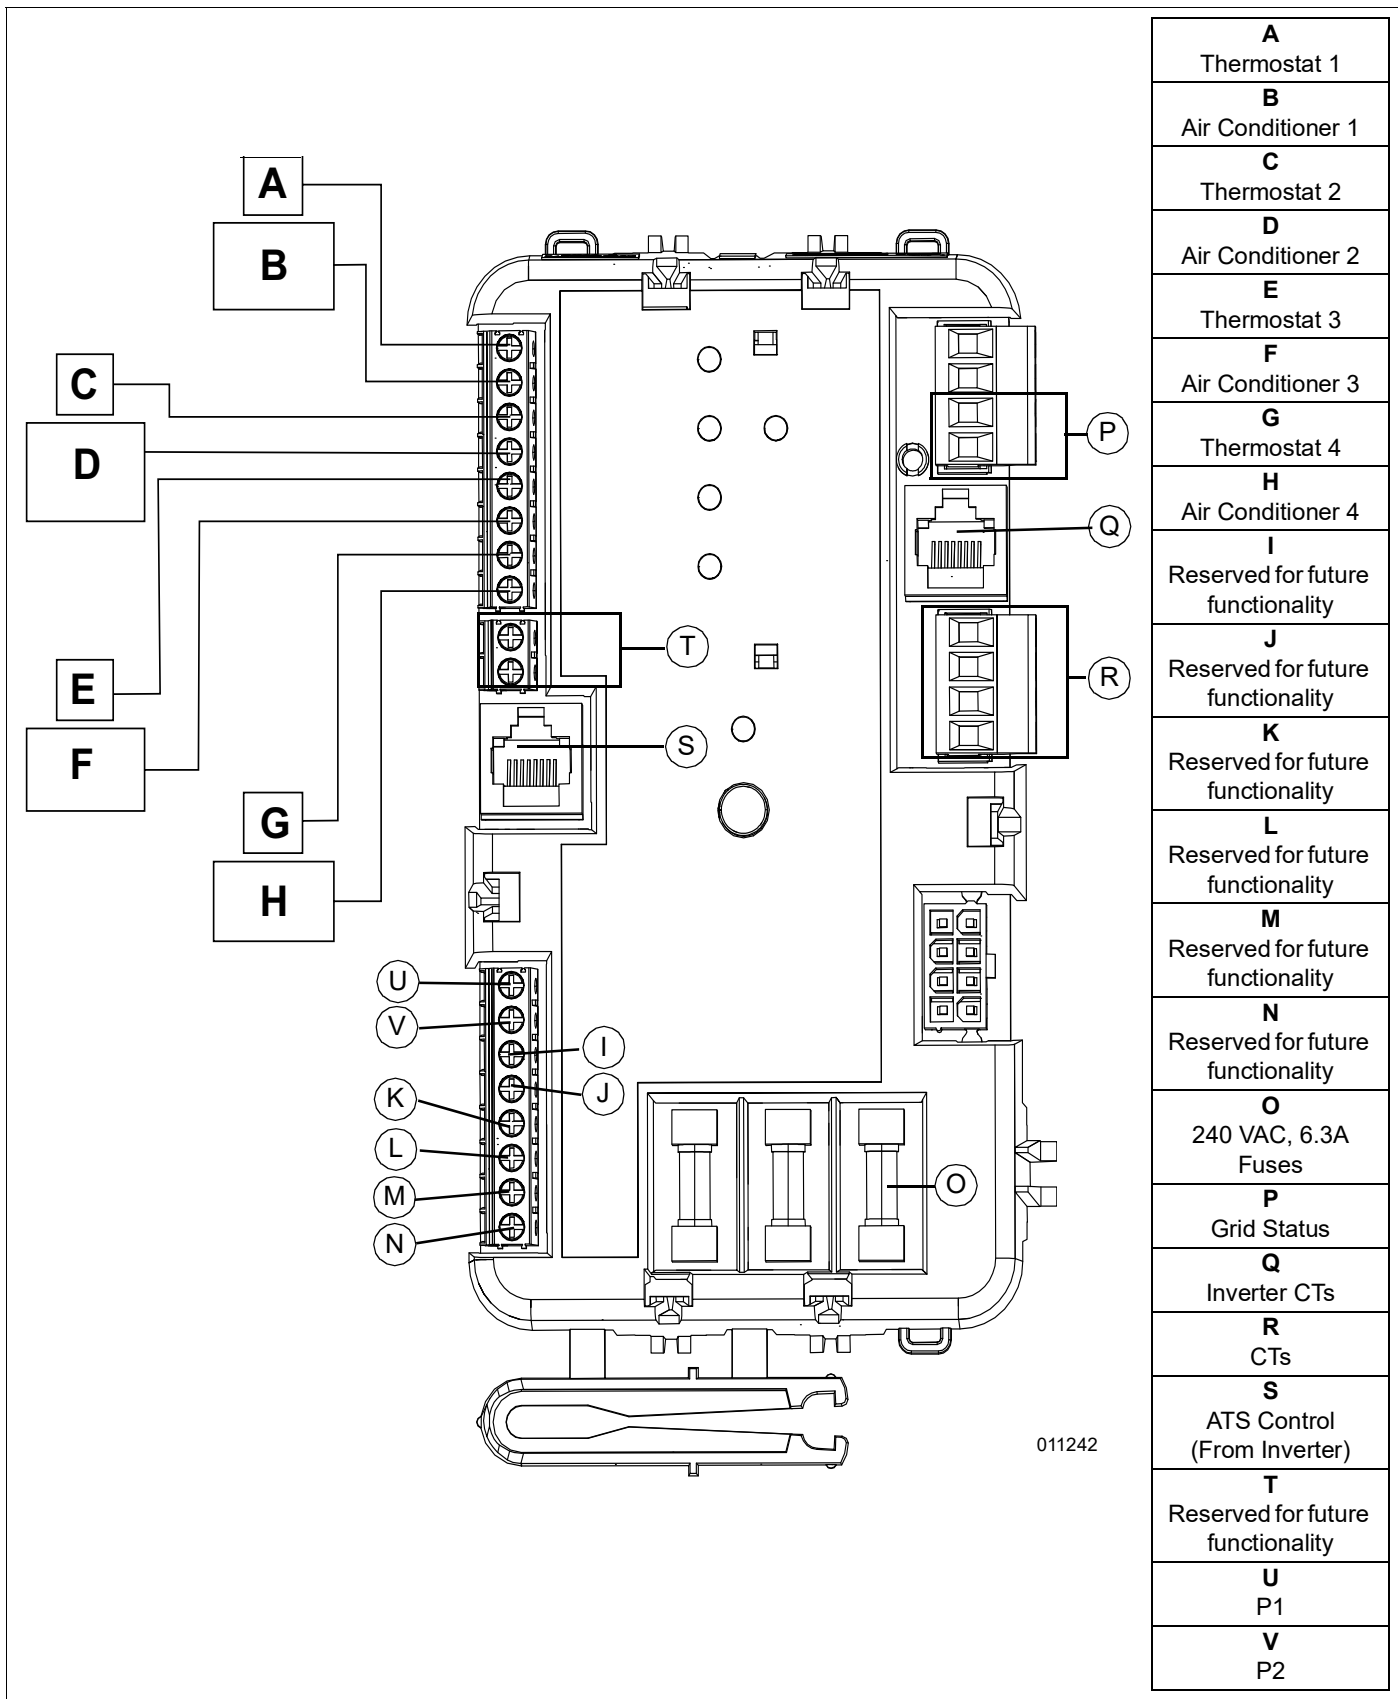 A
B
C
D
E
F
G
H
U
V
I
J
K
L
M
N
T
S
P
Q
R
O
011242
A
Thermostat 1
B
Air Conditioner 1
C
Thermostat 2
D
Air Conditioner 2
E
Thermostat 3
F
Air Conditioner 3
G
Thermostat 4
H
Air Conditioner 4
I
Reserved for future
functionality
J
Reserved for future
functionality
K
Reserved for future
functionality
L
Reserved for future
functionality
M
Reserved for future
functionality
N
Reserved for future
functionality
O
240 VAC, 6.3A
Fuses
P
Grid Status
Q
Inverter CTs
R
CTs
S
ATS Control
(From Inverter)
T
Reserved for future
functionality
U
P1
V
P2